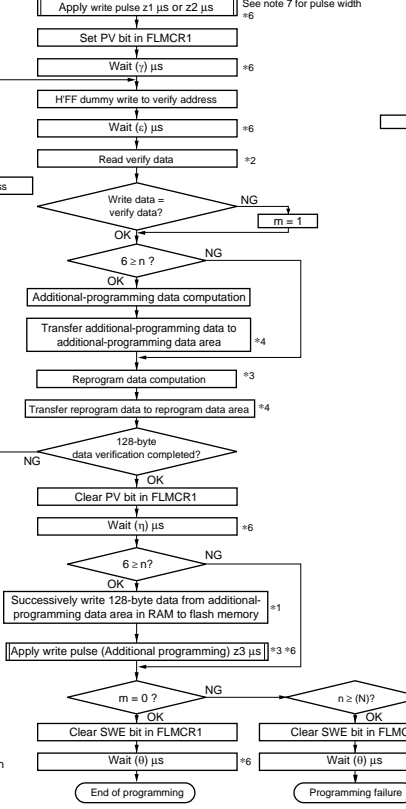 Apply write pulse z1 µs or z2 µs
See note 7 for pulse width
*6
Set PV bit in FLMCR1
Wait (γ) µs
*6
H'FF dummy write to verify address
Wait (ε) µs
*6
Read verify data
*2
Write data =
verify data?
NG
m = 1
OK
6 ≥ n ?
NG
OK
Additional-programming data computation
Transfer additional-programming data to
additional-programming data area
*4
Reprogram data computation
*3
Transfer reprogram data to reprogram data area
*4
128-byte
data verification completed?
NG
OK
Clear PV bit in FLMCR1
Wait (η) µs
*6
6 ≥ n?
NG
OK
Successively write 128-byte data from additional-
programming data area in RAM to flash memory
*1
Apply write pulse (Additional programming) z3 µs
*3 *6
m = 0 ?
NG
n ≥ (N)?
OK
OK
Clear SWE bit in FLMCR1
Clear SWE bit in FLMC
Wait (θ) µs
*6
Wait (θ) µs
End of programming
Programming failure